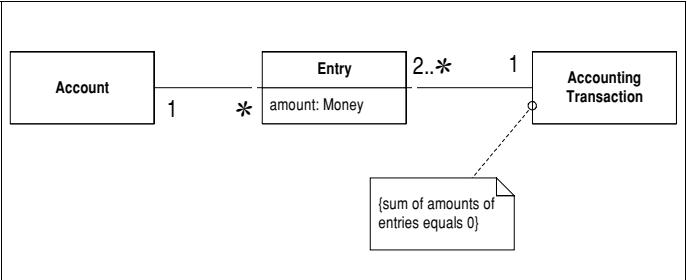 Account
1
*
Entry
amount: Money
2..*
1
Accounting
Transaction
{sum of amounts of
entries equals 0}